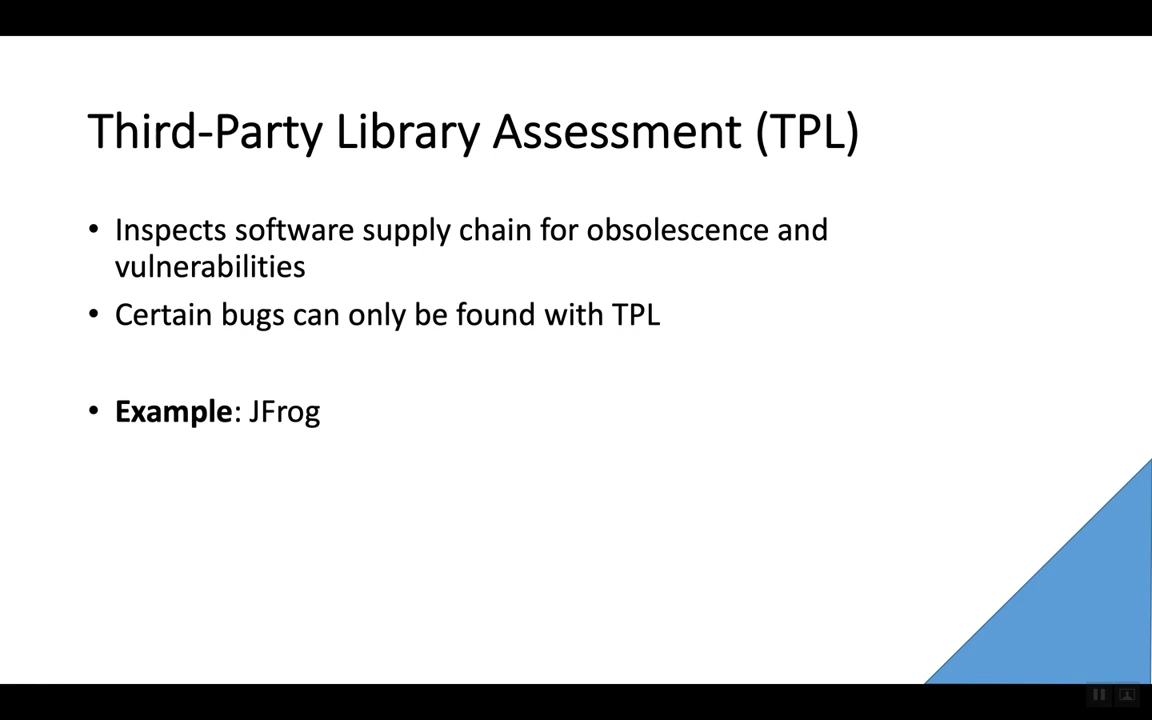 Third-Party Library Assessment (TPL)
• Inspects software supply chain for obsolescence and
vulnerabilities
• Certain bugs can only be found with TPL
• Example: JFrog